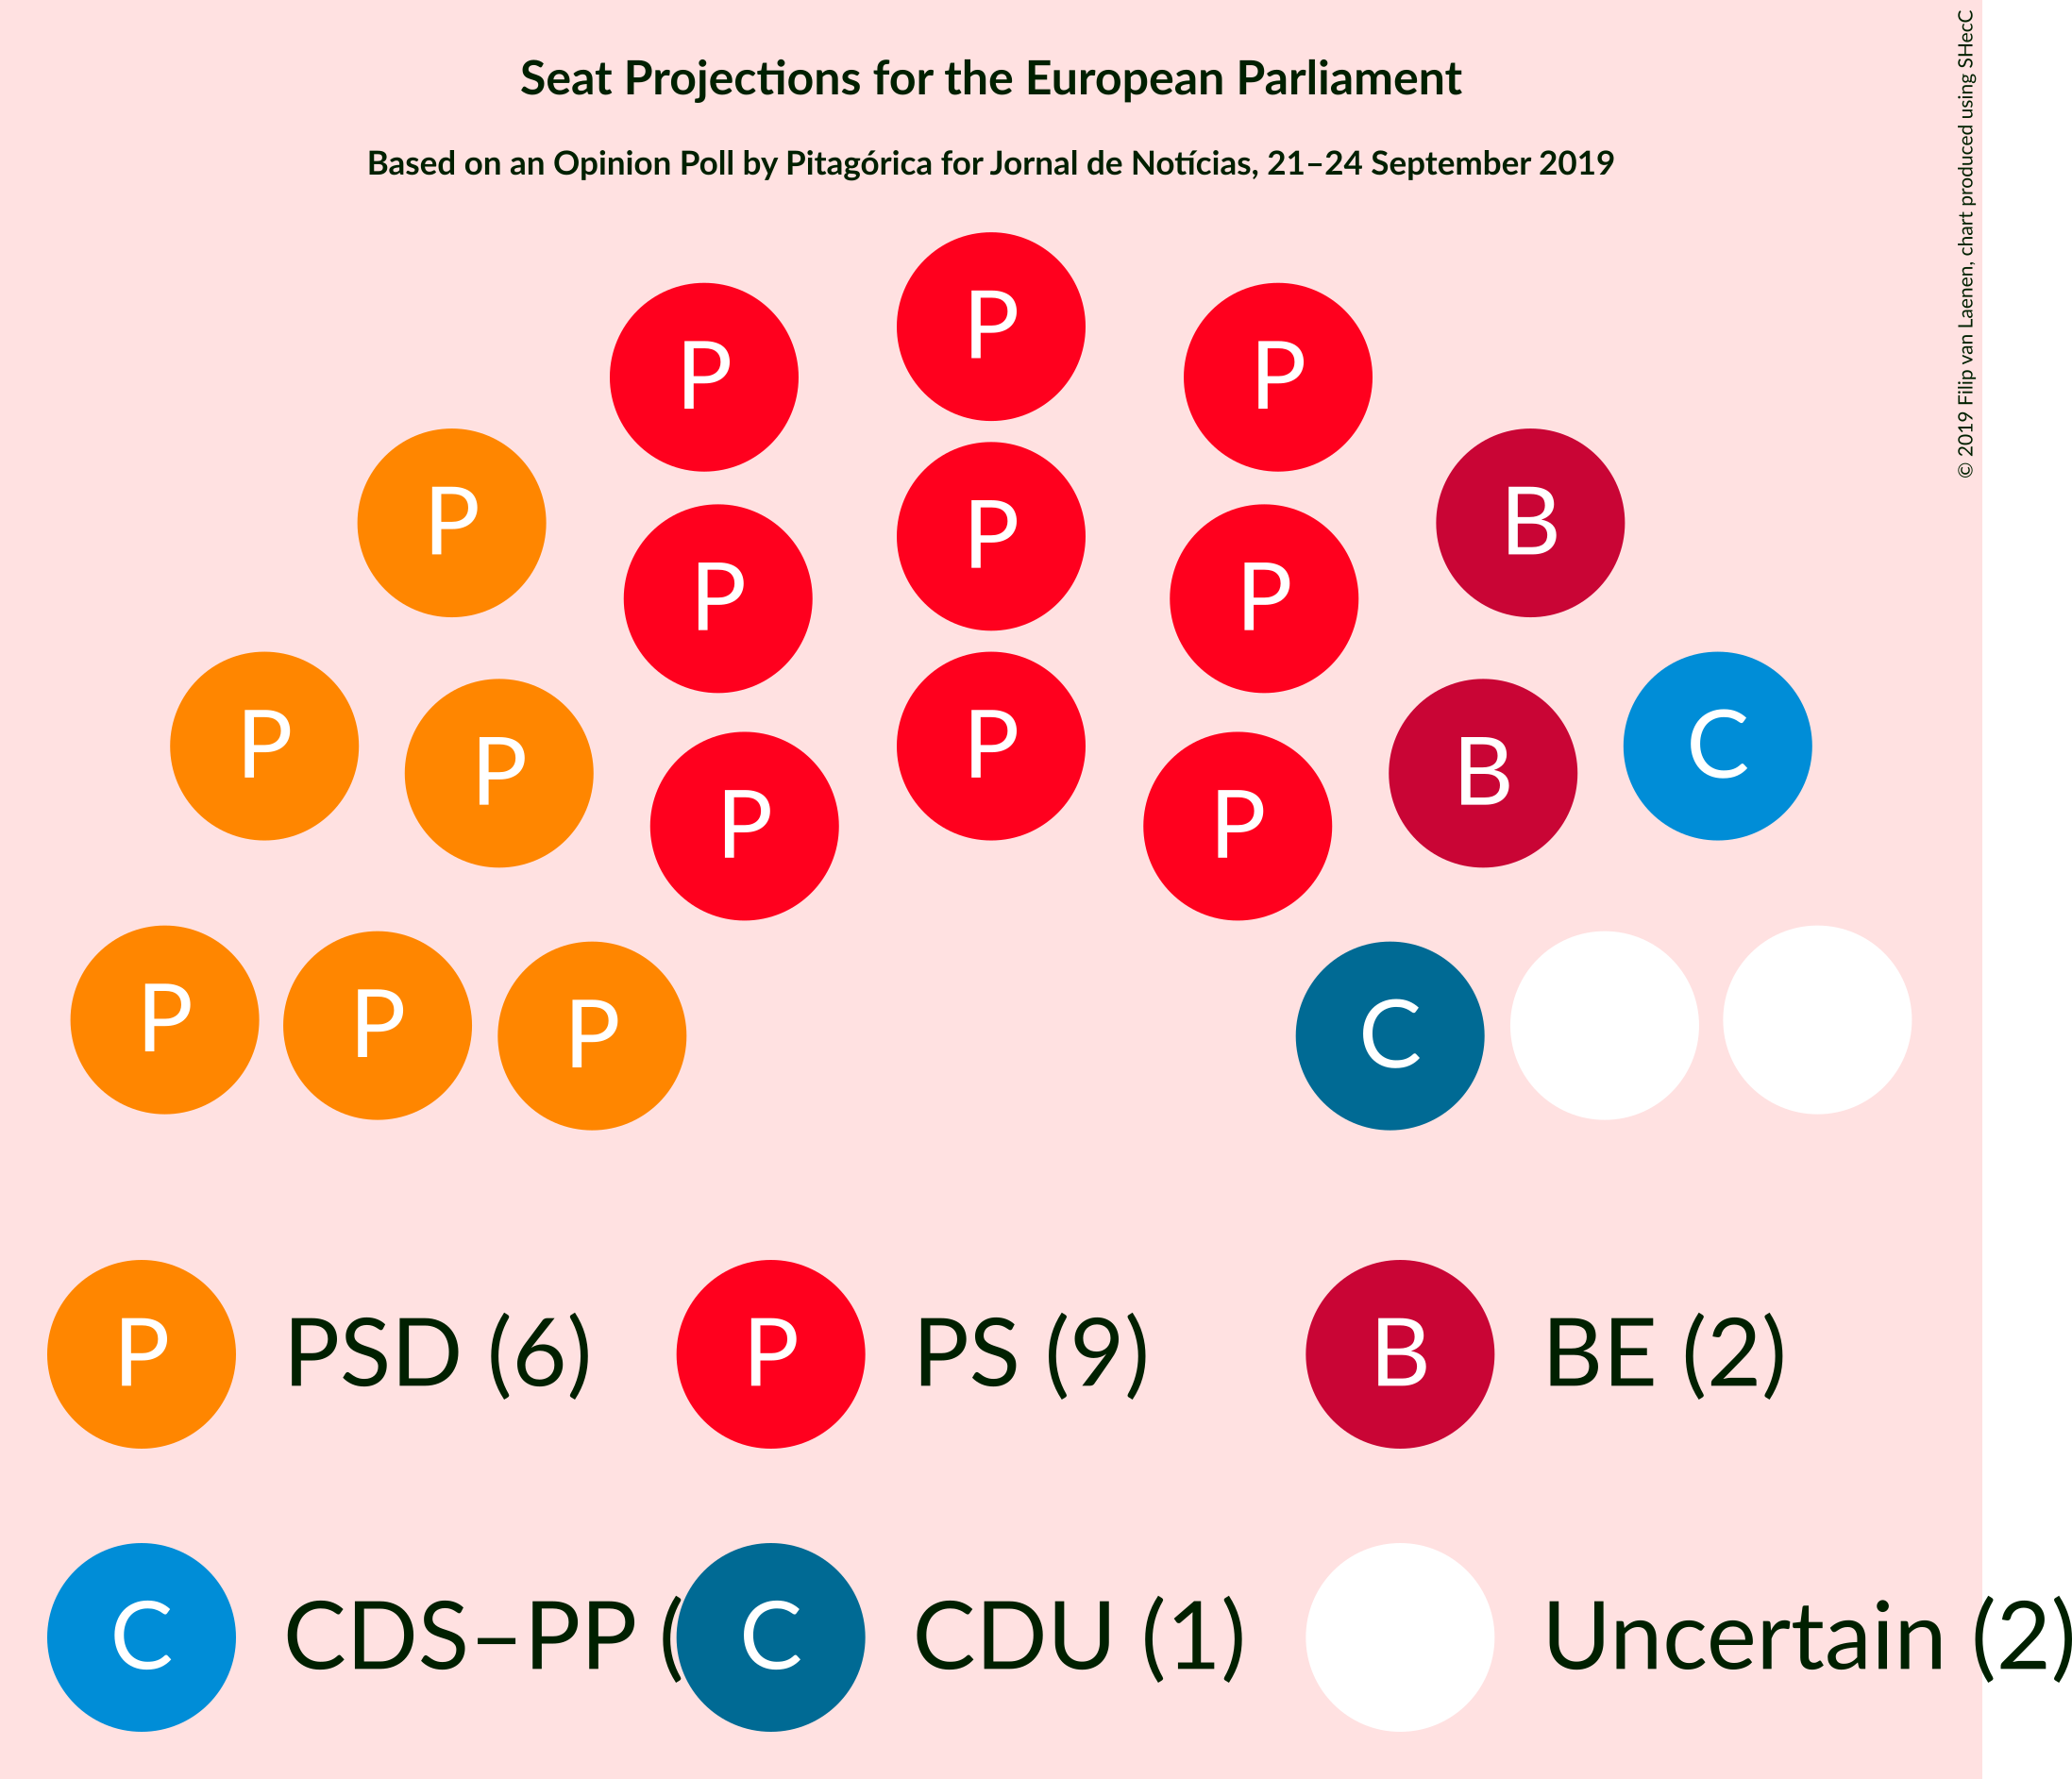 Seat Projections for the European Parliament
Based on an Opinion Poll by Pitagórica for Jornal de Notícias, 21–24 September 2019
© 2019 Filip van Laenen, chart produced using SHecC
P
P P
P
P B
P
P P
P P
P C
P B
P P
P P P C
P PSD (6) P PS (9) B BE (2)
C CDS–PP ( C CDU (1) Uncertain (2)